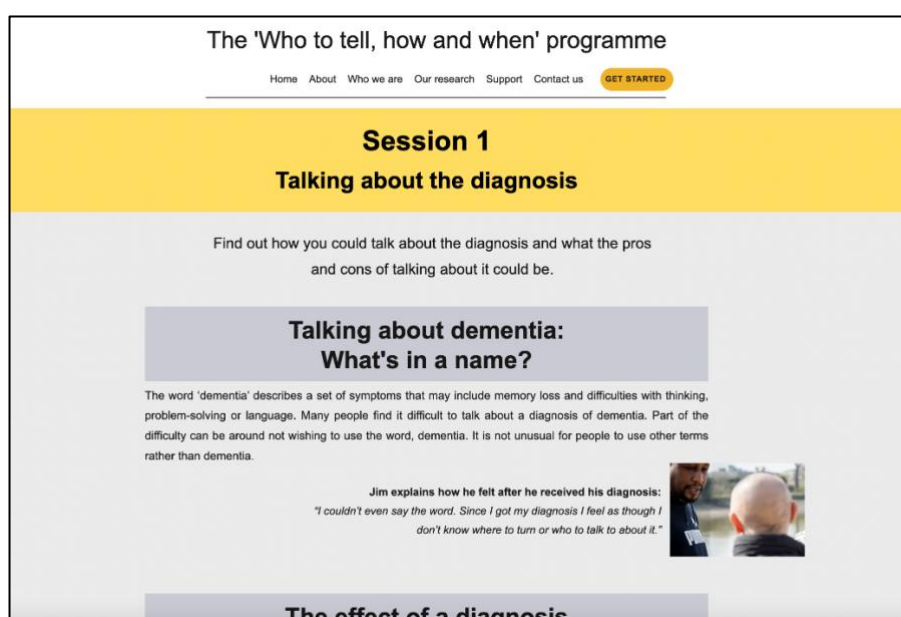 The 'Who to tell, how and when' programme
Home About Who we are Our research Support Contact us GET STARTED
Session 1
Talking about the diagnosis
Find out how you could talk about the diagnosis and what the pros
and cons of talking about it could be.
Talking about dementia:
What's in a name?
The word ‘dementia’ describes a set of symptoms that may include memory loss and difficulties with thinking,
problem-solving or language. Many people find it difficult to talk about a diagnosis of dementia. Part of the
difficulty can be around not wishing to use the word, dementia. It is not unusual for people to use other terms
rather than dementia.
Jim explains how he felt after he received his diagnosis:
"I couldn't even say the word. Since I got my diagnosis I feel as though I
don't know where to turn or who to talk to about it."
The effect of a diagnosis